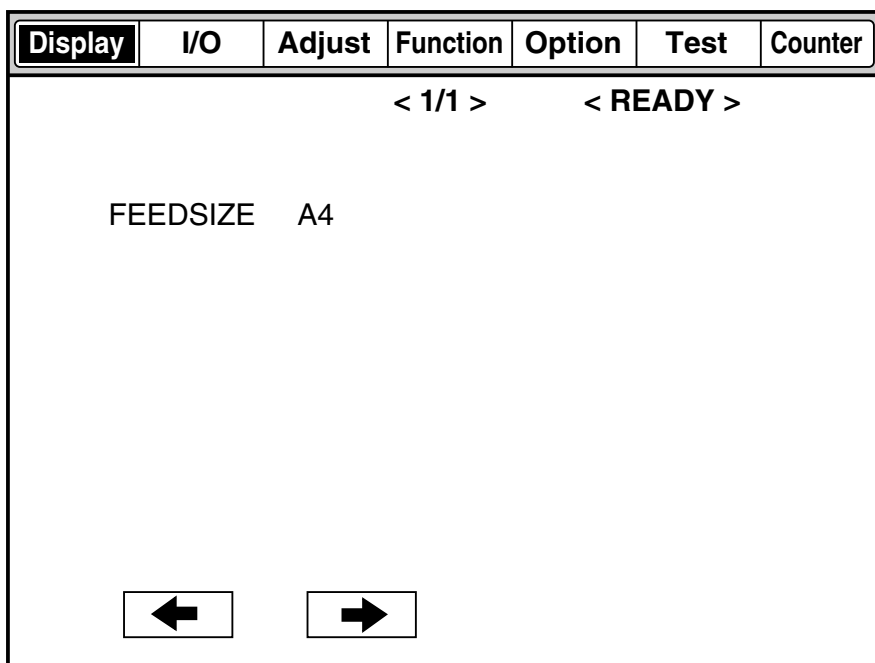 Display I/O Adjust Function Option Test Counter
< 1/1 > < READY >
FEEDSIZE A4